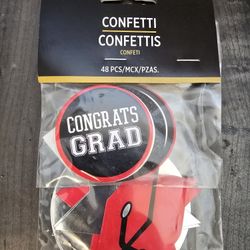 CONFETTI
CONFETTIS
CONFETI
48 PCS/MCX/PZAS.
CONGRATS
GRAD